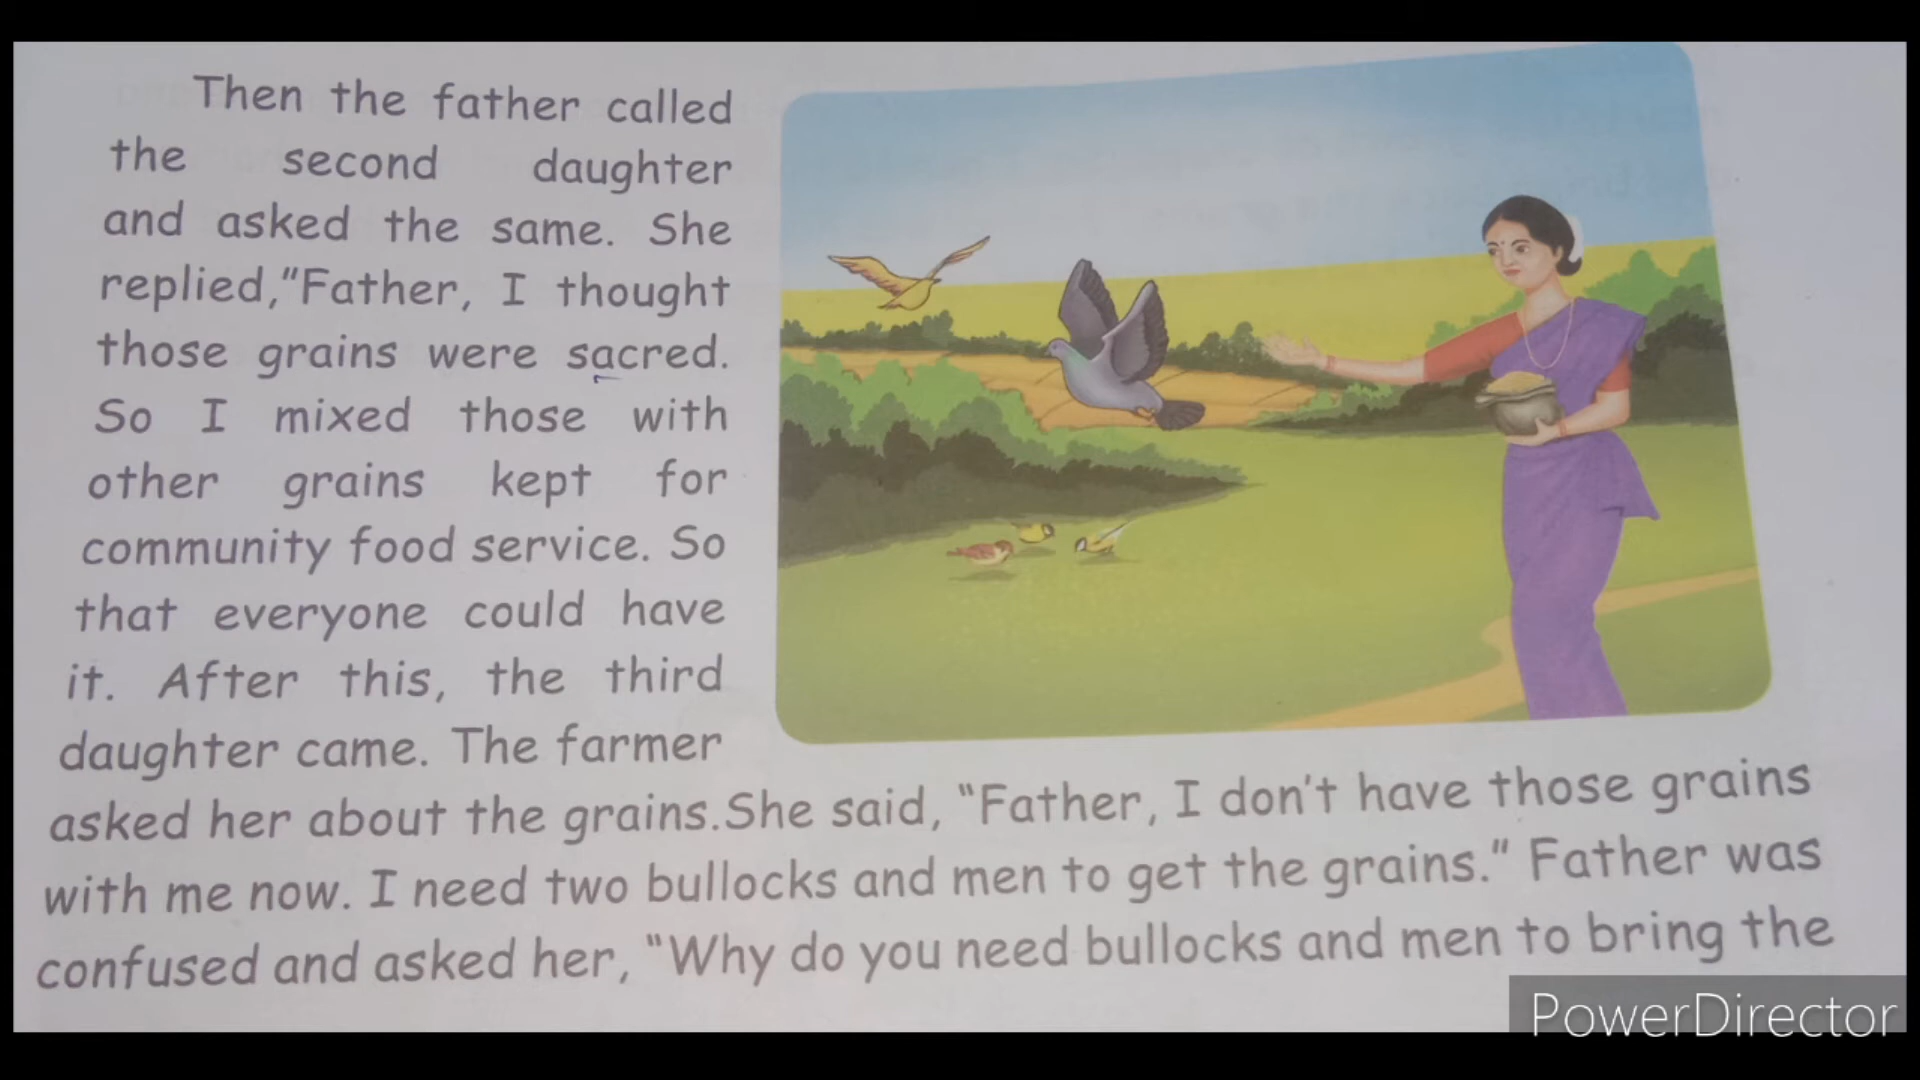 Then the father called
the second daughter
and asked the same. She
replied,"Father, I thought
those grains were sacred.
So I mixed those with
other grains kept for
community food service. So
that everyone could have
it. After this, the third
daughter came. The farmer
asked her about the grains.She said, "Father, I don't have those grains
with me now. I need two bullocks and men to get the grains." Father was
confused and asked her, "Why do you need bullocks and men to bring the
PowerDirector